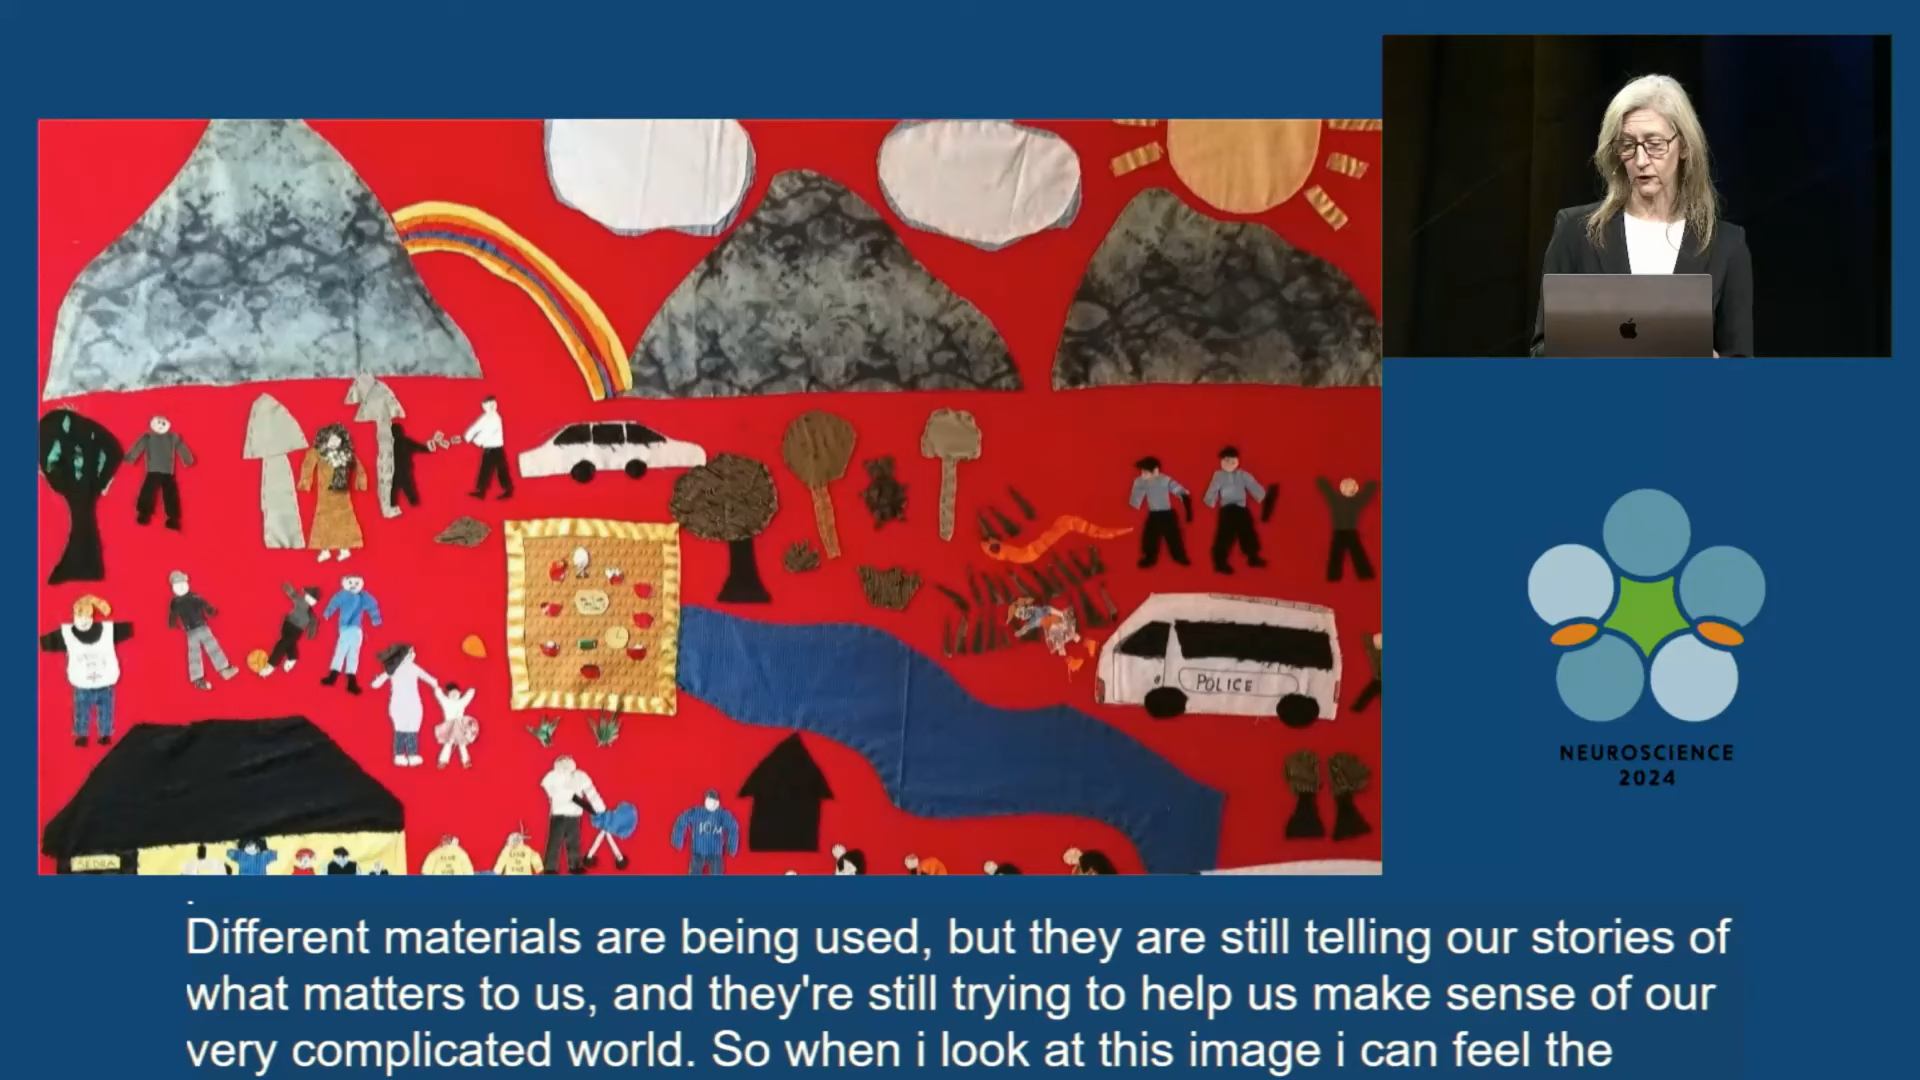 POLICE
IOM
SEDBA
NEUROSCIENCE
2024
Different materials are being used, but they are still telling our stories of
what matters to us, and they're still trying to help us make sense of our
very complicated world. So when i look at this image i can feel the